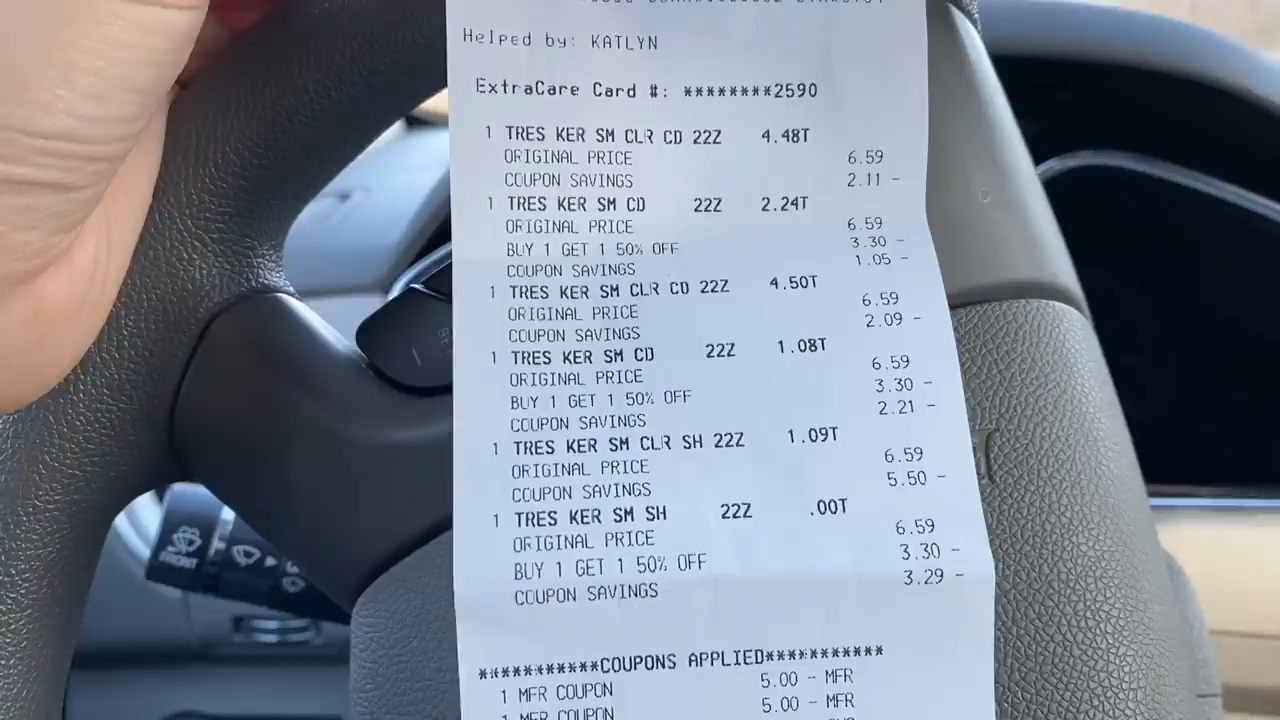 Helped by: KATLYN
ExtraCare Card #: ********2590
1 TRES KER SM CLR CD 22Z 4.48T
ORIGINAL PRICE 6.59
COUPON SAVINGS 2.11 -
1 TRES KER SM CD 22Z 2.24T
ORIGINAL PRICE 6.59
BUY 1 GET 1 50% OFF 3.30 -
COUPON SAVINGS 1.05 -
1 TRES KER SM CLR CD 22Z 4.50T
ORIGINAL PRICE 6.59
COUPON SAVINGS 2.09 -
1 TRES KER SM CD 22Z 1.08T
ORIGINAL PRICE 6.59
BUY 1 GET 1 50% OFF 3.30 -
COUPON SAVINGS 2.21 -
1 TRES KER SM CLR SH 22Z 1.09T
ORIGINAL PRICE 6.59
COUPON SAVINGS 5.50 -
1 TRES KER SM SH 22Z .00T
ORIGINAL PRICE 6.59
BUY 1 GET 1 50% OFF 3.30 -
COUPON SAVINGS 3.29 -
***********COUPONS APPLIED***********
1 MFR COUPON 5.00 - MFR
1 MFR COUPON 5.00 - MFR
FRONT